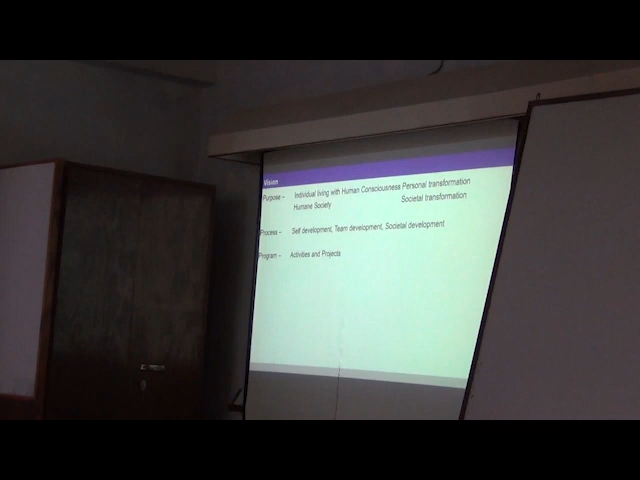 Vision
Purpose – Individual living with Human Consciousness Personal transformation
Humane Society Societal transformation
Process – Self development, Team development, Societal development
Program – Activities and Projects